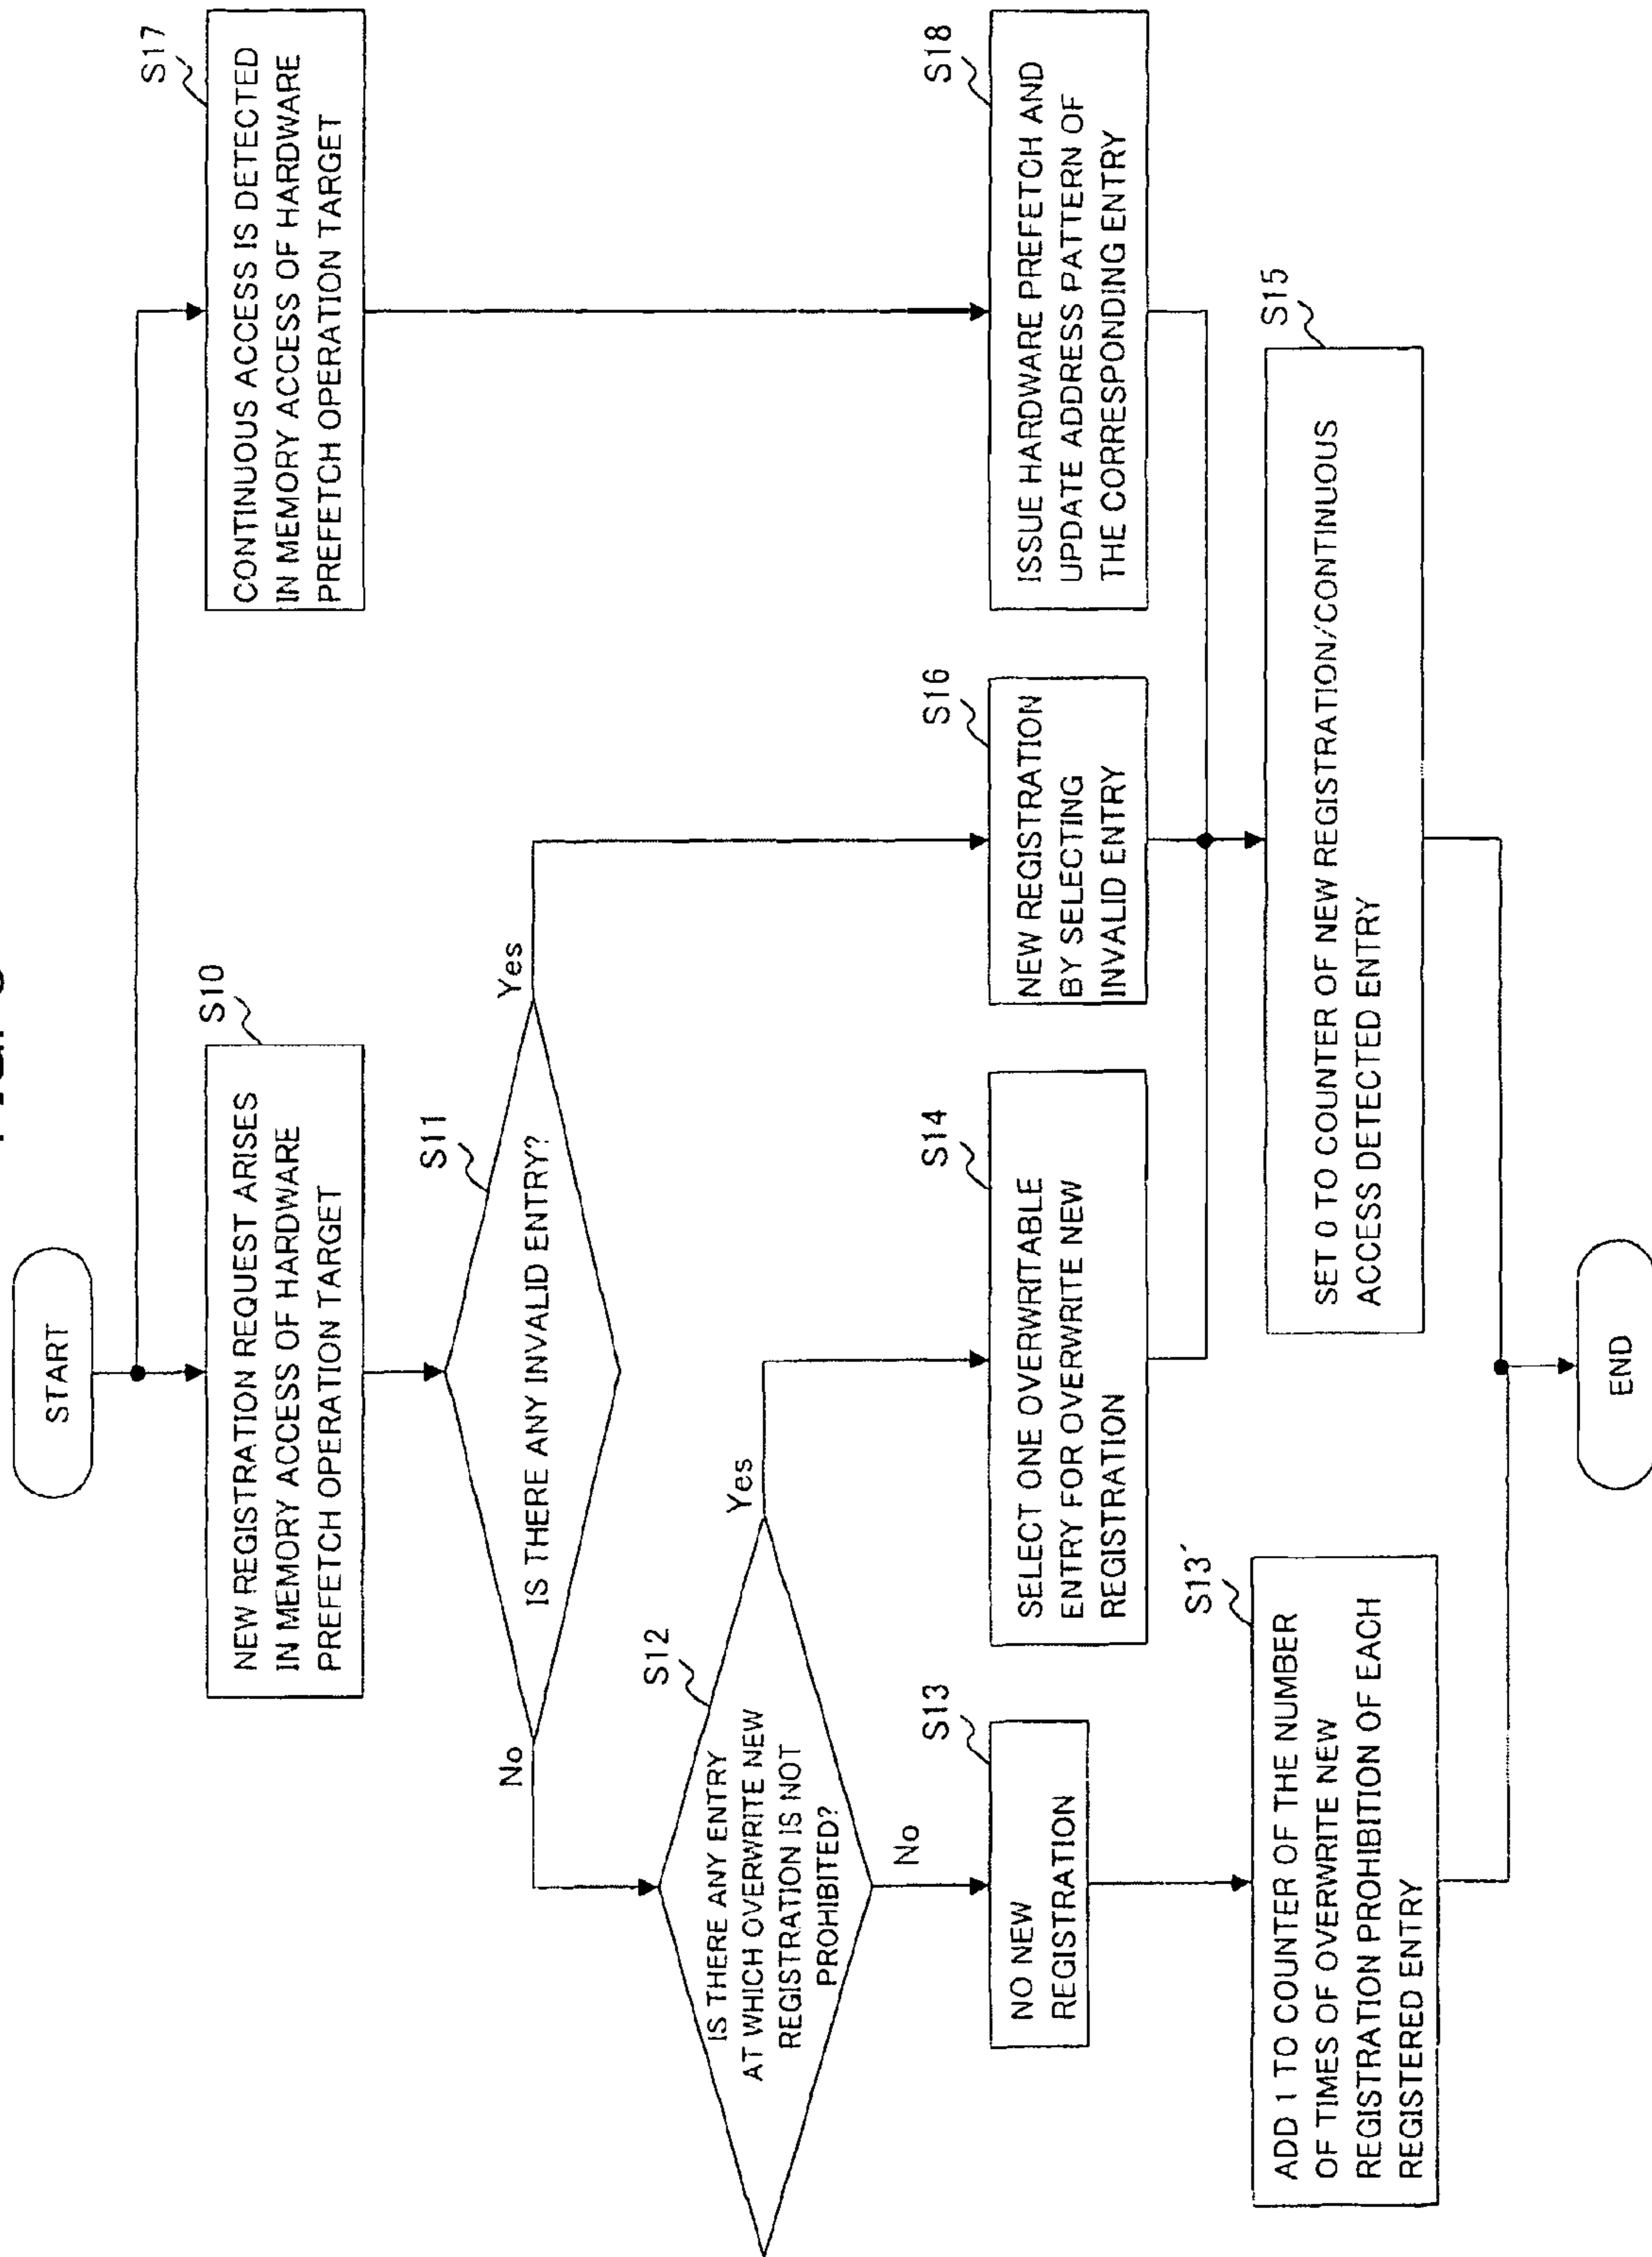 START
S10
NEW REGISTRATION REQUEST ARISES
IN MEMORY ACCESS OF HARDWARE
PREFETCH OPERATION TARGET
S17
CONTINUOUS ACCESS IS DETECTED
IN MEMORY ACCESS OF HARDWARE
PREFETCH OPERATION TARGET
S11
IS THERE ANY INVALID ENTRY?
No
Yes
S12
IS THERE ANY ENTRY
AT WHICH OVERWRITE NEW
REGISTRATION IS NOT
PROHIBITED?
Yes
No
S13
NO NEW
REGISTRATION
S14
SELECT ONE OVERWRITABLE
ENTRY FOR OVERWRITE NEW
REGISTRATION
S16
NEW REGISTRATION
BY SELECTING
INVALID ENTRY
S18
ISSUE HARDWARE PREFETCH AND
UPDATE ADDRESS PATTERN OF
THE CORRESPONDING ENTRY
S13′
ADD 1 TO COUNTER OF THE NUMBER
OF TIMES OF OVERWRITE NEW
REGISTRATION PROHIBITION OF EACH
REGISTERED ENTRY
S15
SET 0 TO COUNTER OF NEW REGISTRATION/CONTINUOUS
ACCESS DETECTED ENTRY
END